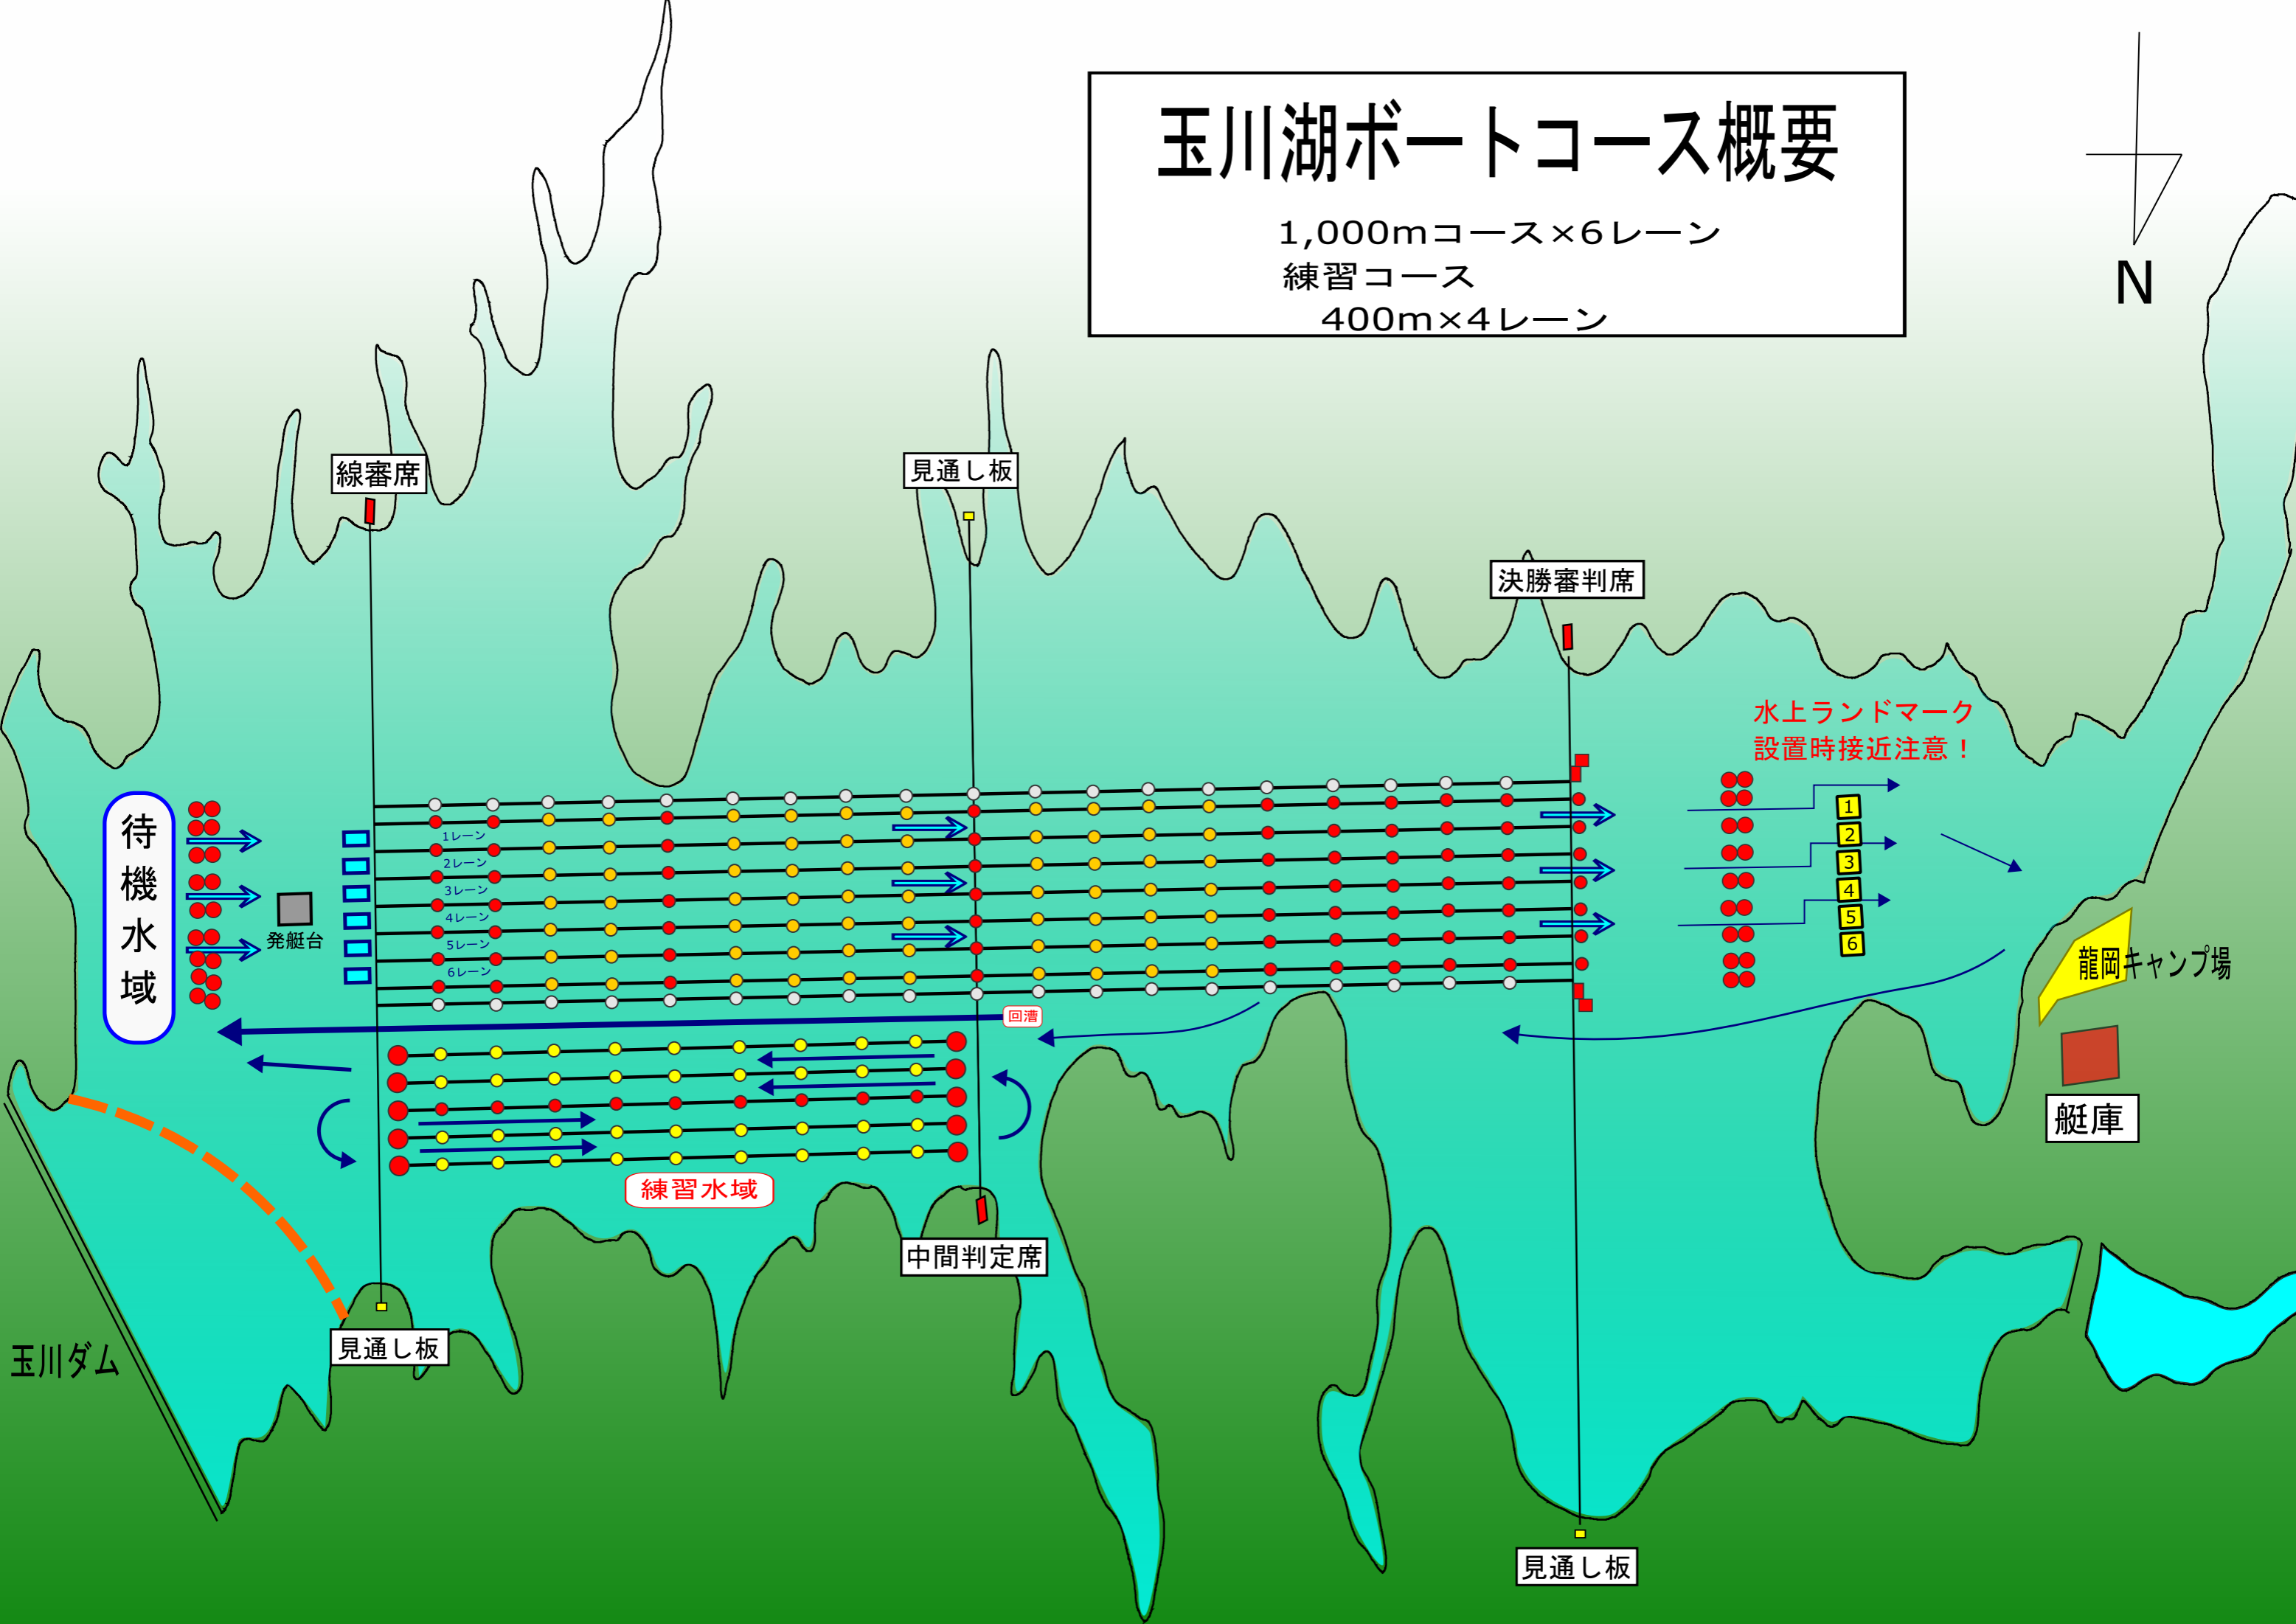 玉川湖ボートコース概要
1,000mコース×6レーン
練習コース
400m×4レーン
N
線審席
見通し板
決勝審判席
水上ランドマーク
設置時接近注意！
待機水域
発艇台
1レーン
2レーン
3レーン
4レーン
5レーン
6レーン
1
2
3
4
5
6
龍岡キャンプ場
回漕
艇庫
練習水域
中間判定席
玉川ダム
見通し板
見通し板